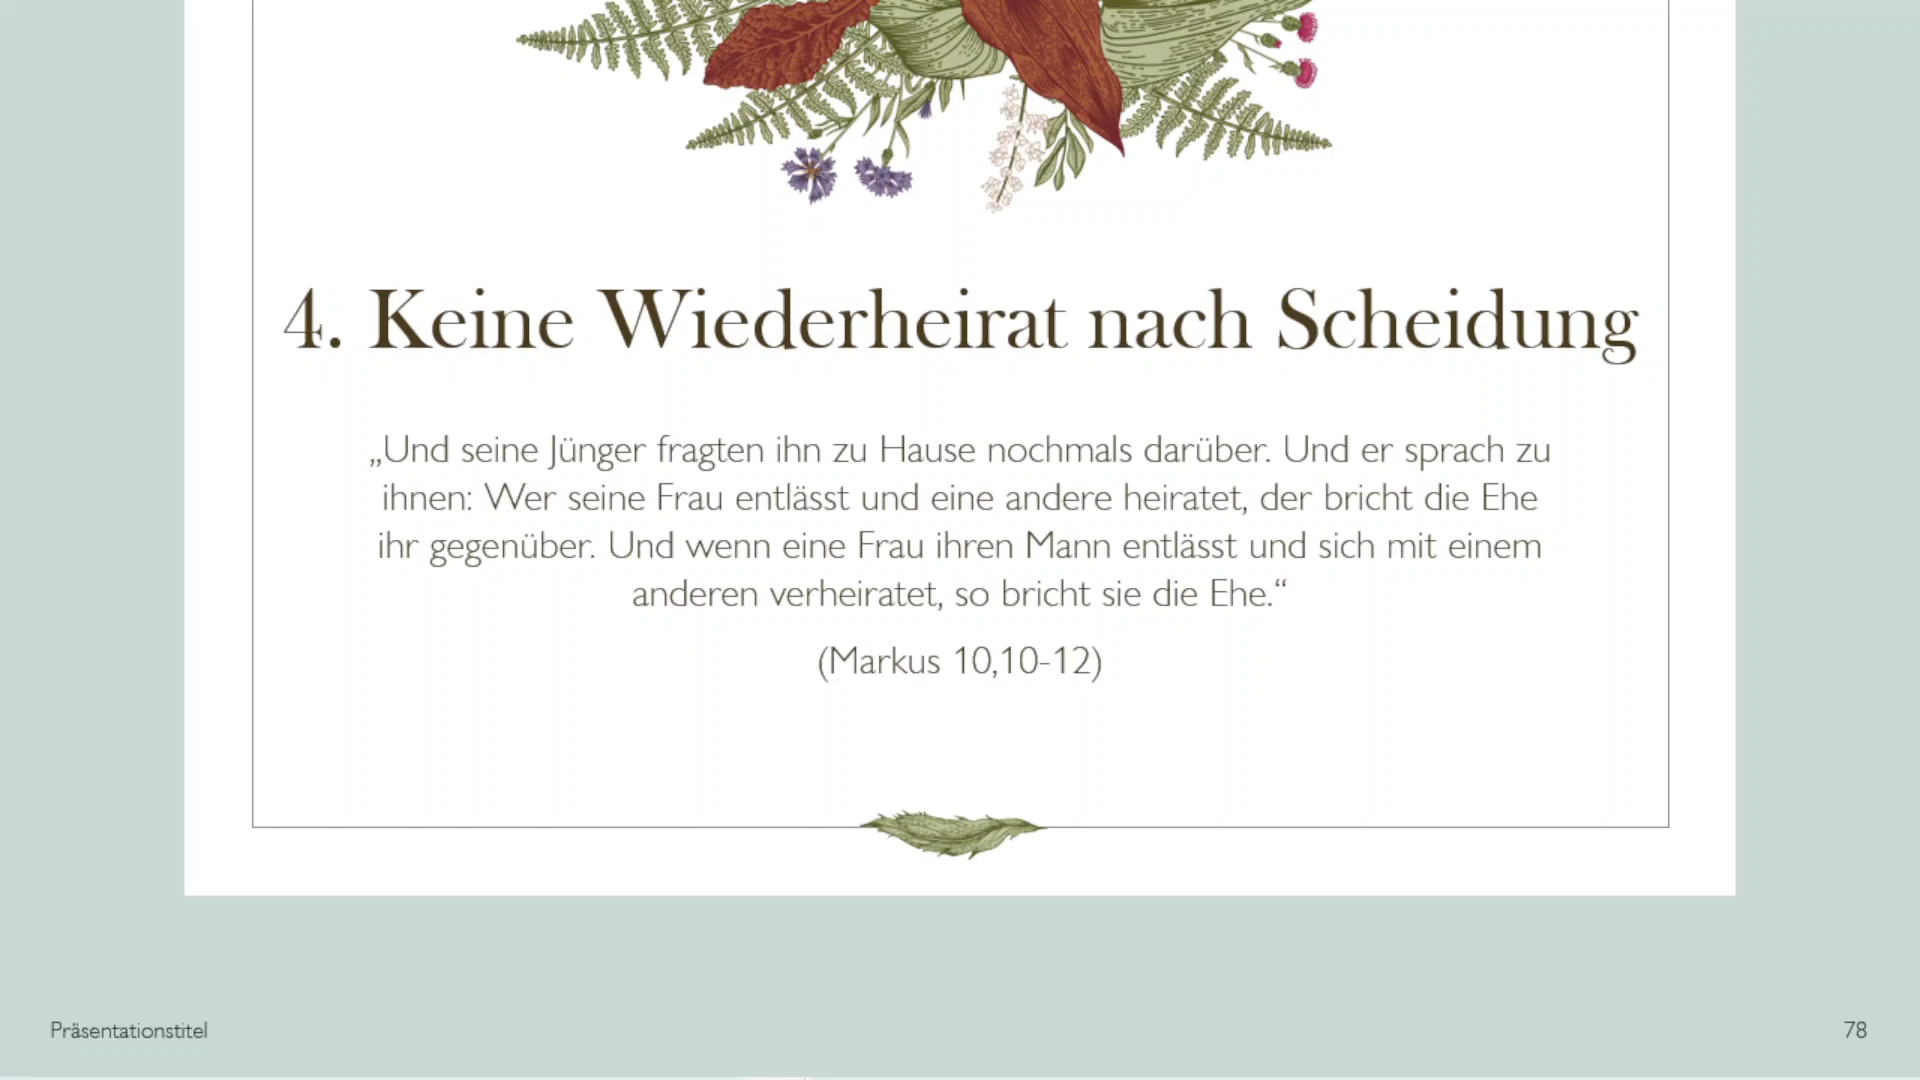 4. Keine Wiederheirat nach Scheidung
„Und seine Jünger fragten ihn zu Hause nochmals darüber. Und er sprach zu
ihnen: Wer seine Frau entlässt und eine andere heiratet, der bricht die Ehe
ihr gegenüber. Und wenn eine Frau ihren Mann entlässt und sich mit einem
anderen verheiratet, so bricht sie die Ehe.“
(Markus 10,10-12)
Präsentationstitel
78